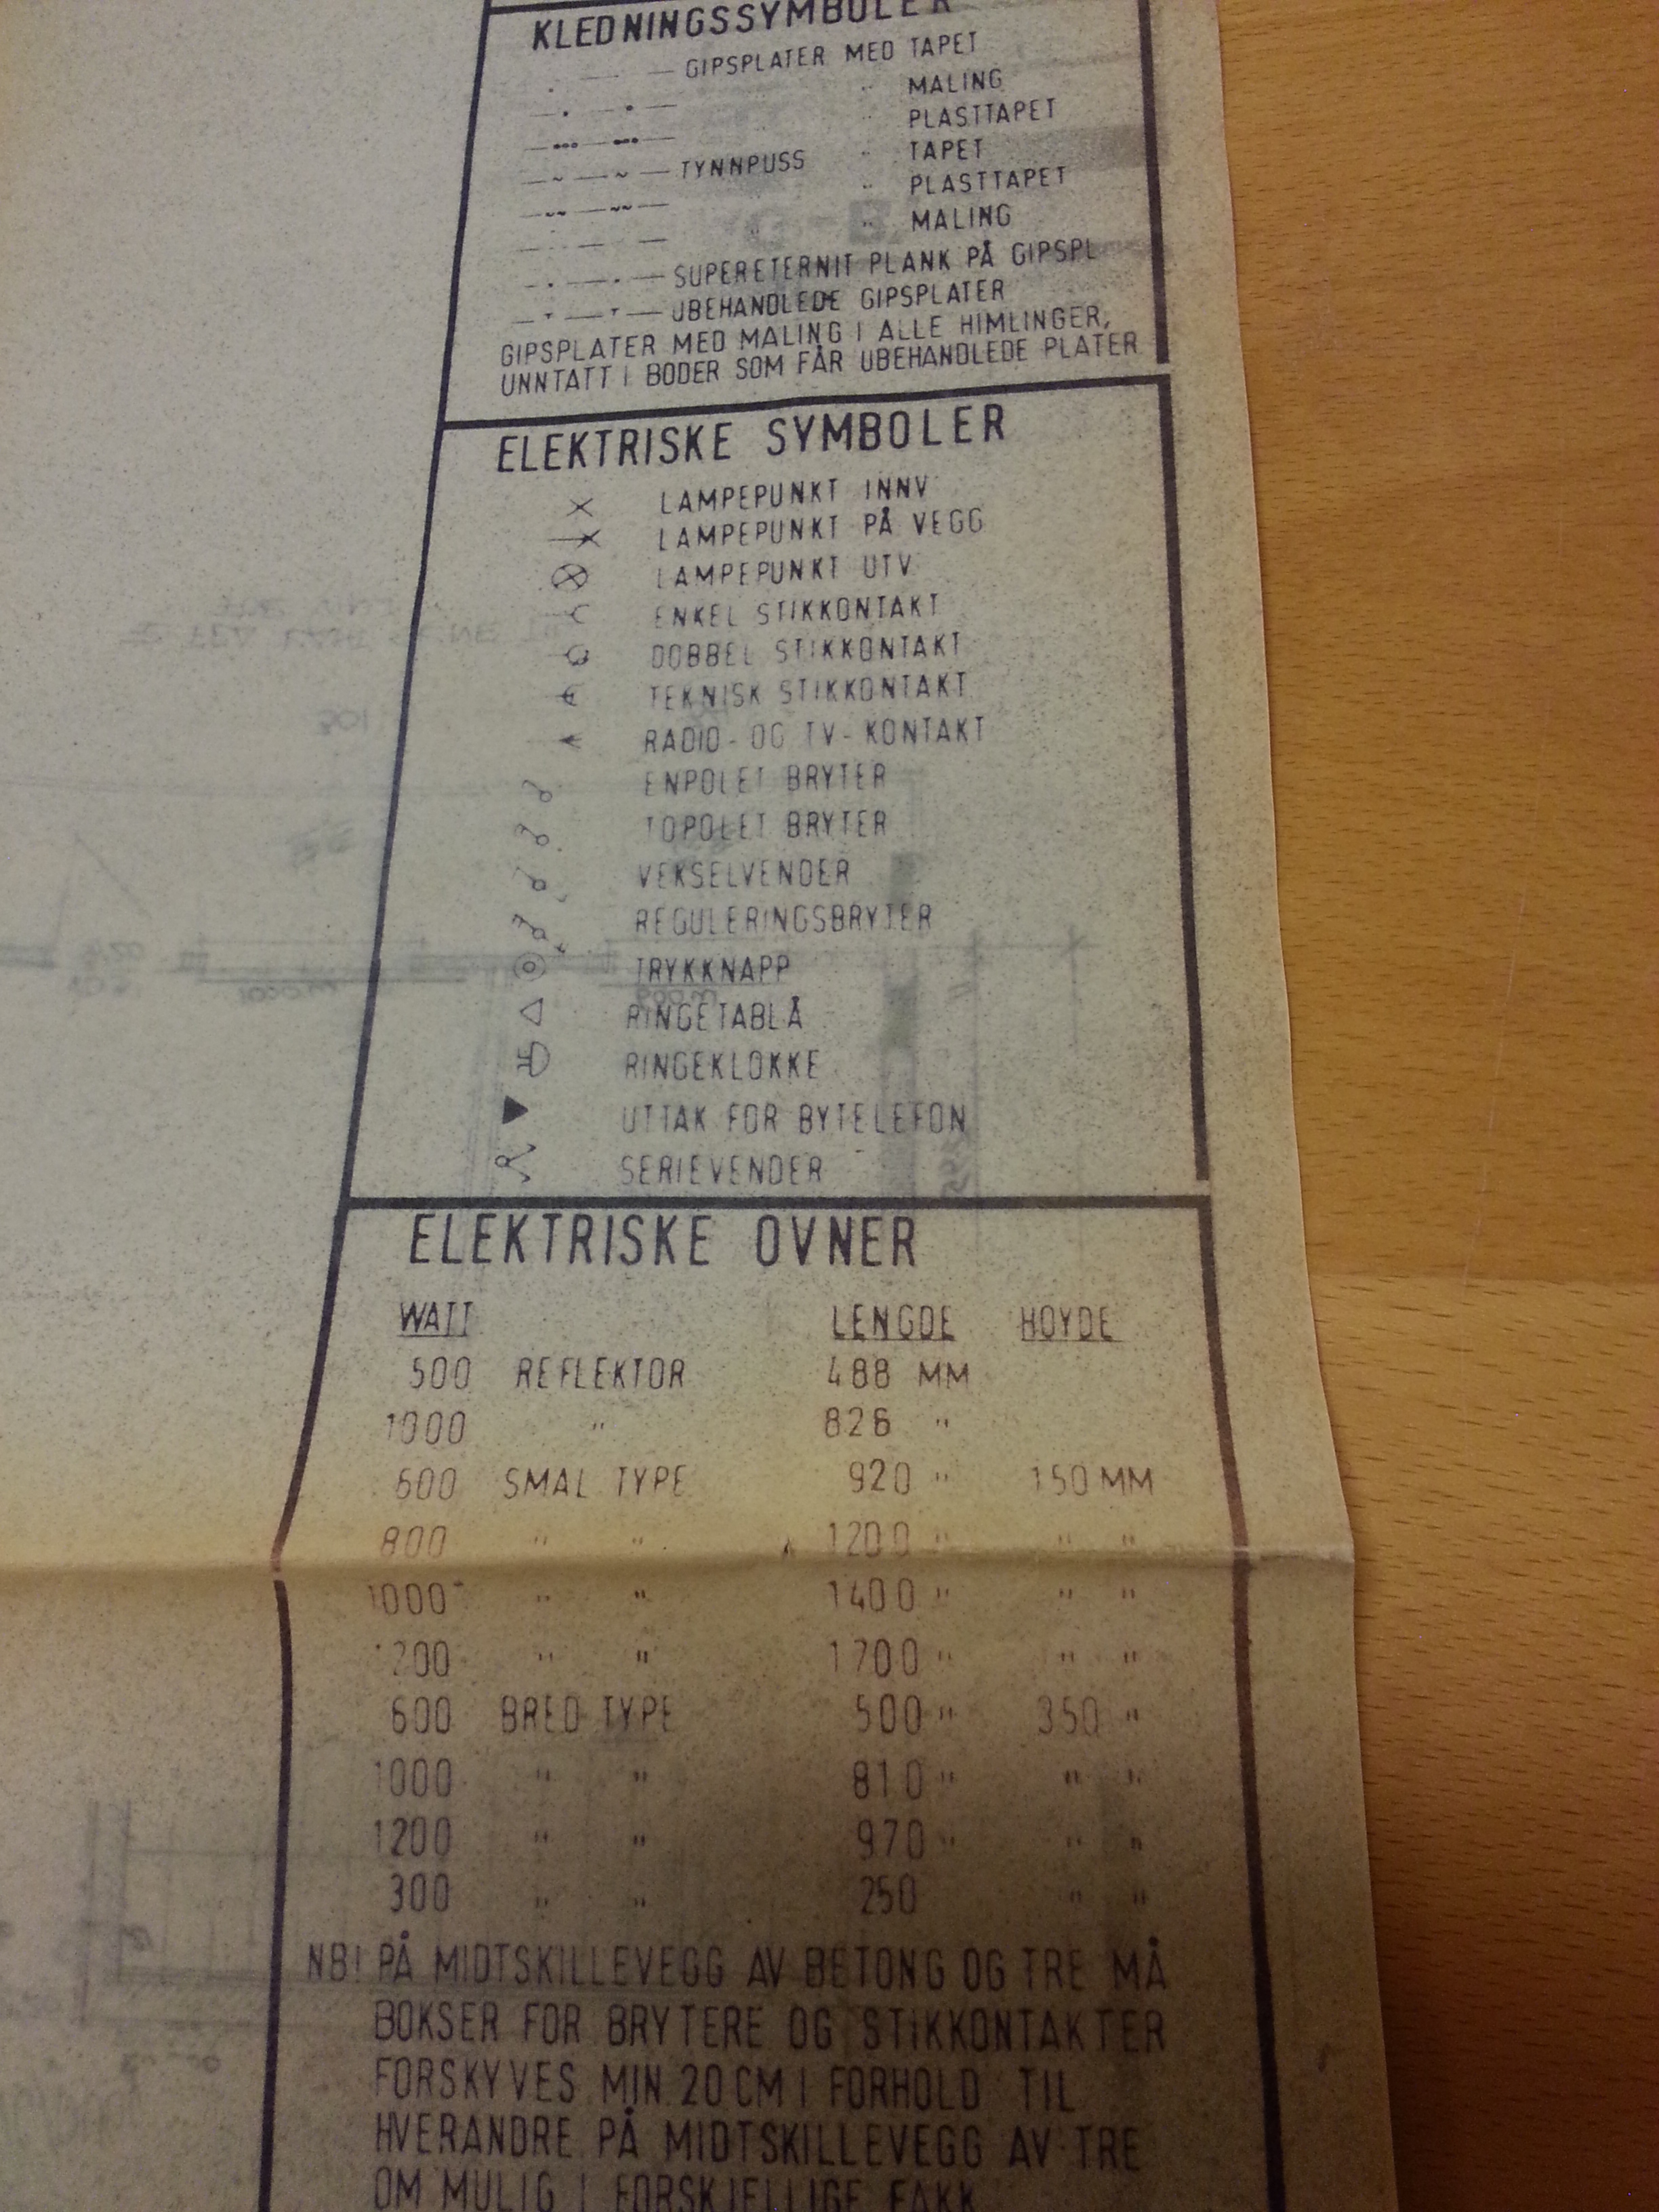 KLEDNINGSSYMBOLER
GIPSPLATER MED TAPET
" MALING
" PLASTTAPET
TYNNPUSS " TAPET
" PLASTTAPET
" " MALING
SUPERETERNIT PLANK PÅ GIPSPL
UBEHANDLEDE GIPSPLATER
GIPSPLATER MED MALING I ALLE HIMLINGER,
UNNTATT I BODER SOM FÅR UBEHANDLEDE PLATER
ELEKTRISKE SYMBOLER
LAMPEPUNKT INNV
LAMPEPUNKT PÅ VEGG
LAMPEPUNKT UTV
ENKEL STIKKONTAKT
DOBBEL STIKKONTAKT
TEKNISK STIKKONTAKT
RADIO- OG TV- KONTAKT
ENPOLET BRYTER
TOPOLET BRYTER
VEKSELVENDER
REGULERINGSBRYTER
TRYKKNAPP
RINGETABLÅ
RINGEKLOKKE
UTTAK FOR BYTELEFON
SERIEVENDER
ELEKTRISKE OVNER
WATT LENGDE HOYDE
500 REFLEKTOR 488 MM
1000 " 826 "
600 SMAL TYPE 920 " 150 MM
800 " " 1200 " " "
1000 " " 1400 " " "
1200 " " 1700 " " "
600 BRED TYPE 500 " 350 "
1000 " " 810 " " "
1200 " " 970 " " "
300 " " 250 " "
NB! PÅ MIDTSKILLEVEGG AV BETONG OG TRE MÅ
BOKSER FOR BRYTERE OG STIKKONTAKTER
FORSKYVES MIN. 20 CM I FORHOLD TIL
HVERANDRE. PÅ MIDTSKILLEVEGG AV TRE
OM MULIG I FORSKJELLIGE FAKK